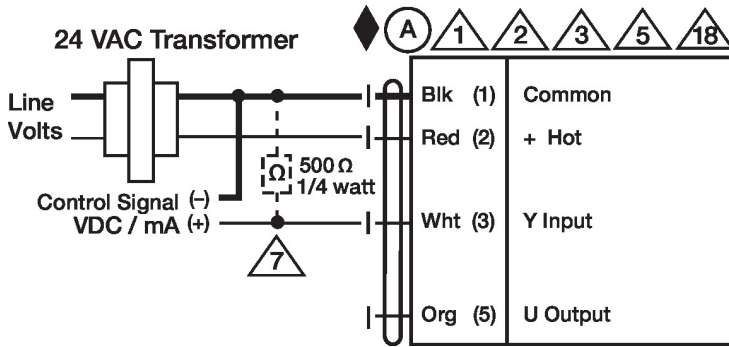 24 VAC Transformer
A 1 2 3 5 18
Line
Volts
Blk (1) Common
Red (2) + Hot
Ω 500 Ω
1/4 watt
Control Signal (-)
VDC / mA (+)
Wht (3) Y Input
7
Org (5) U Output